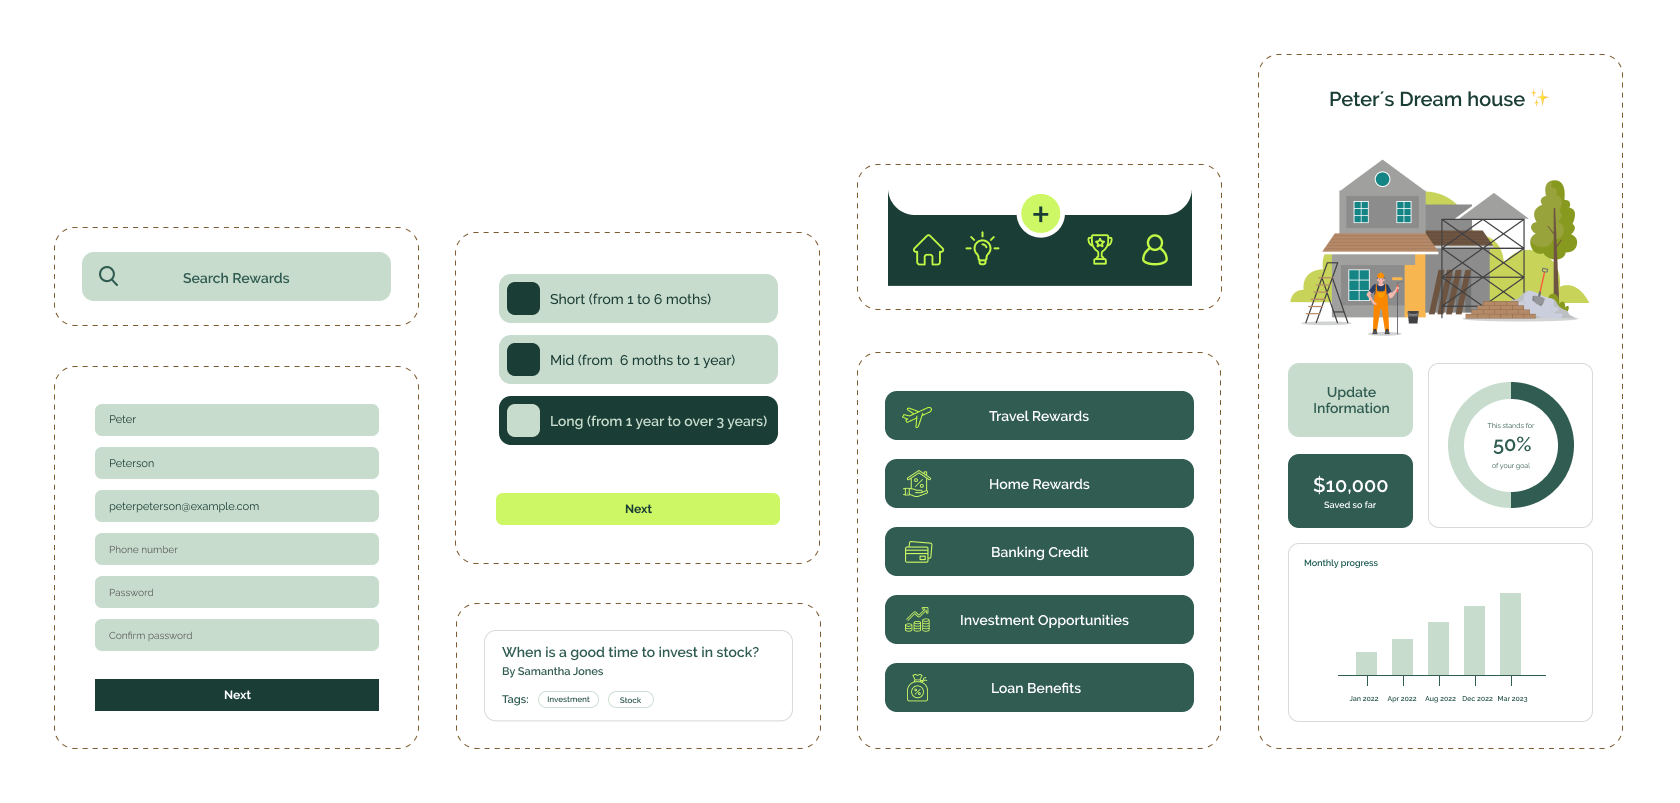 Search Rewards
Peter
Peterson
peterpeterson@example.com
Phone number
Password
Confirm password
Next
Short (from 1 to 6 moths)
Mid (from  6 moths to 1 year)
Long (from 1 year to over 3 years)
Next
When is a good time to invest in stock?
By Samantha Jones
Tags: Investment Stock
+
Travel Rewards
Home Rewards
Banking Credit
Investment Opportunities
Loan Benefits
Peter´s Dream house ✨
Update
Information
$10,000
Saved so far
This stands for
50%
of your goal
Monthly progress
Jan 2022 Apr 2022 Aug 2022 Dec 2022 Mar 2023